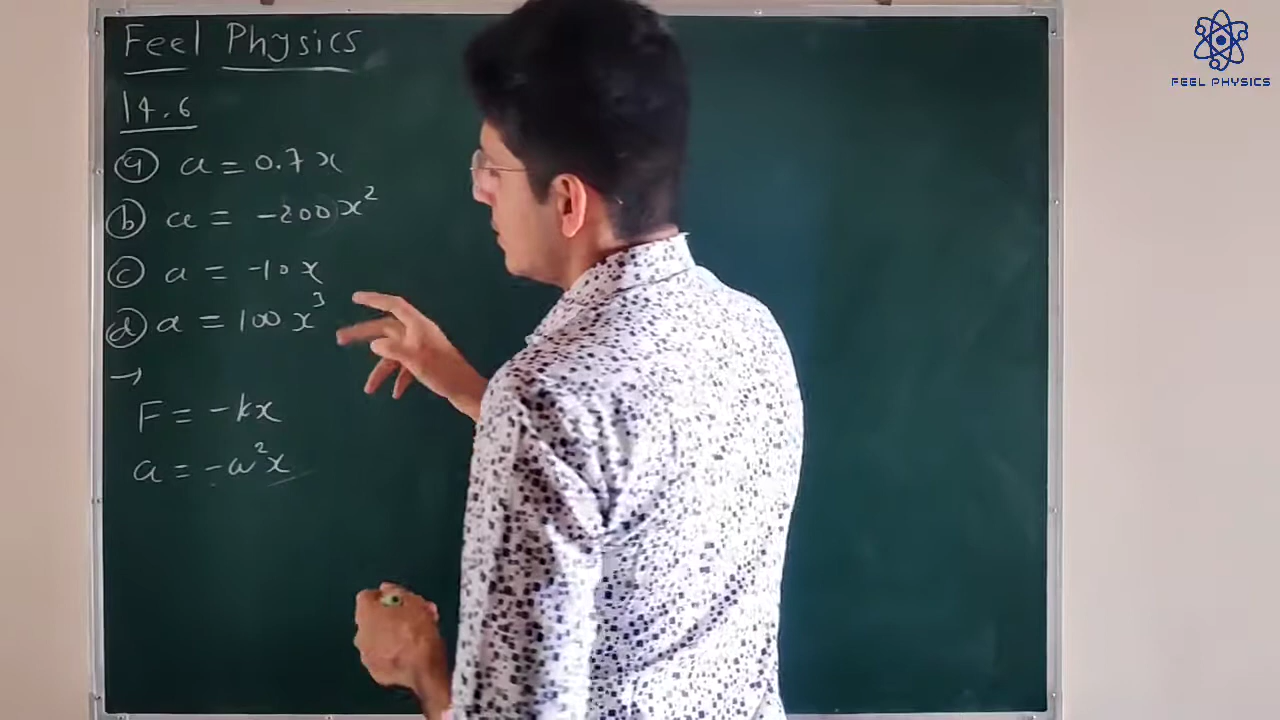 Feel Physics
14.6
(a) a = 0.7x
(b) a = -200x²
(c) a = -10x
(d) a = 100x³
→
F = -kx
a = -ω²x
FEEL PHYSICS